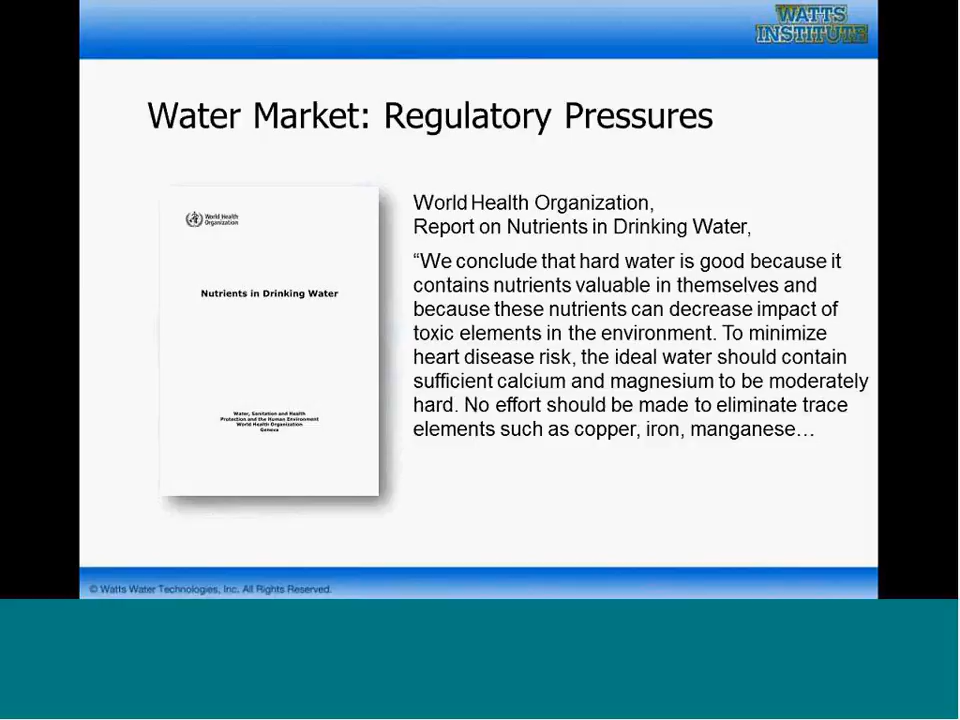 WATTS
INSTITUTE
Water Market: Regulatory Pressures
World Health
Organization
Nutrients in Drinking Water
Water, Sanitation and Health
Protection and the Human Environment
World Health Organization
Geneva
World Health Organization,
Report on Nutrients in Drinking Water,
“We conclude that hard water is good because it
contains nutrients valuable in themselves and
because these nutrients can decrease impact of
toxic elements in the environment. To minimize
heart disease risk, the ideal water should contain
sufficient calcium and magnesium to be moderately
hard. No effort should be made to eliminate trace
elements such as copper, iron, manganese…
© Watts Water Technologies, Inc. All Rights Reserved.